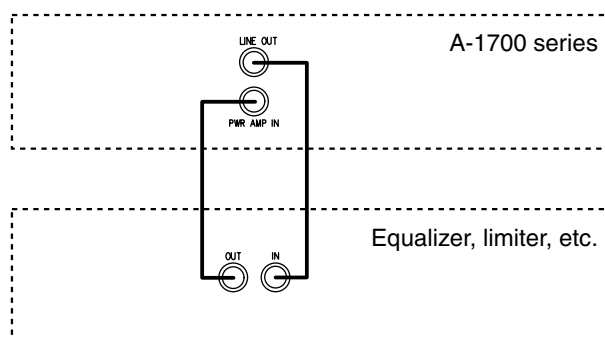 LINE OUT
A-1700 series
PWR AMP IN
Equalizer, limiter, etc.
OUT IN